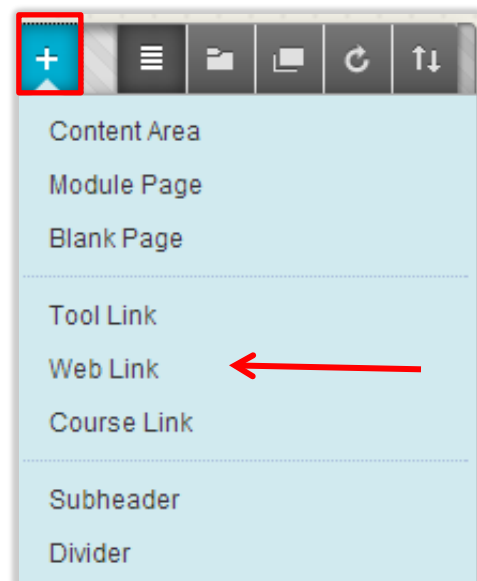 Content Area
Module Page
Blank Page
Tool Link
Web Link
Course Link
Subheader
Divider